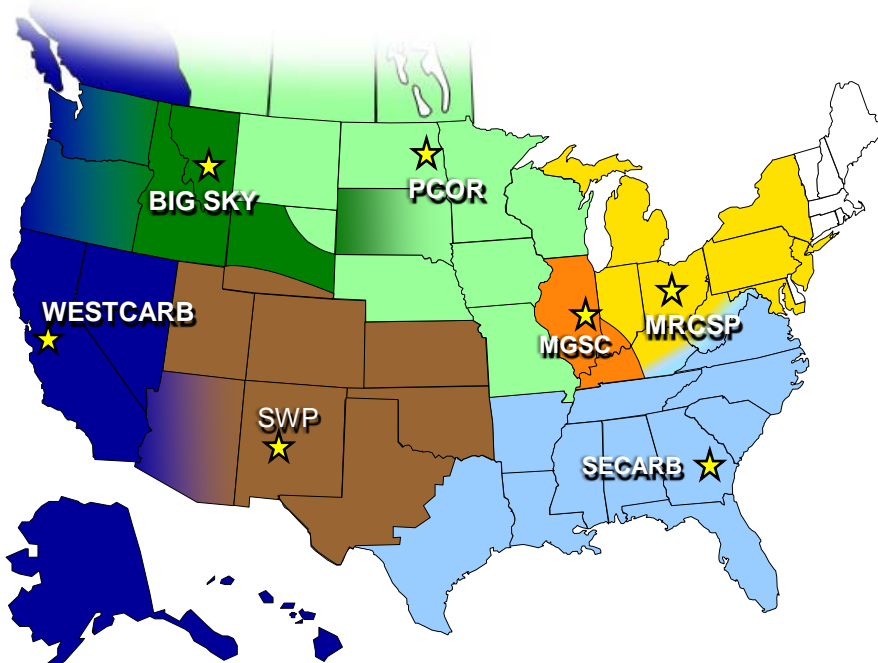 BIG SKY
PCOR
WESTCARB
MGSC
MRCSP
SWP
SECARB